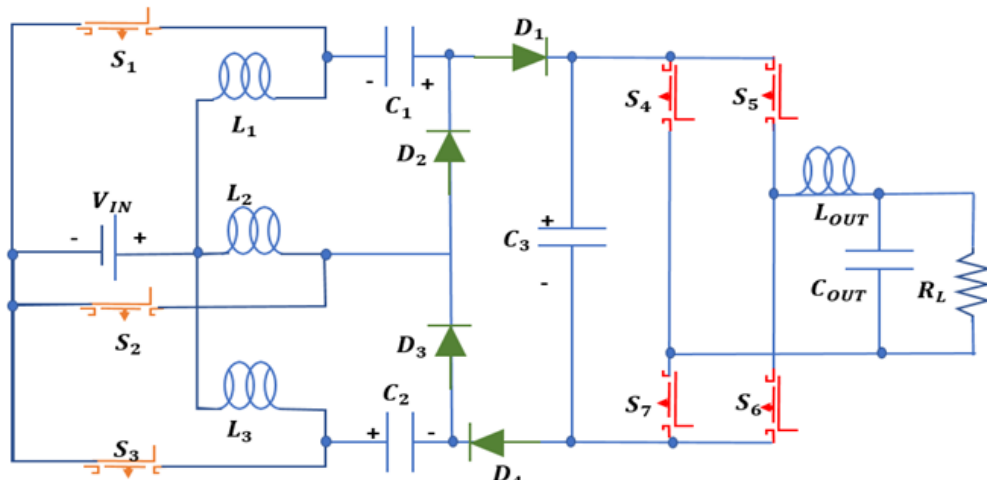 S1
D1
- +
C1
L1
S4
S5
D2
VIN
L2
- +
LOUT
C3
+
-
COUT
RL
S2
D3
C2
S7
S6
L3
+ -
S3
D4